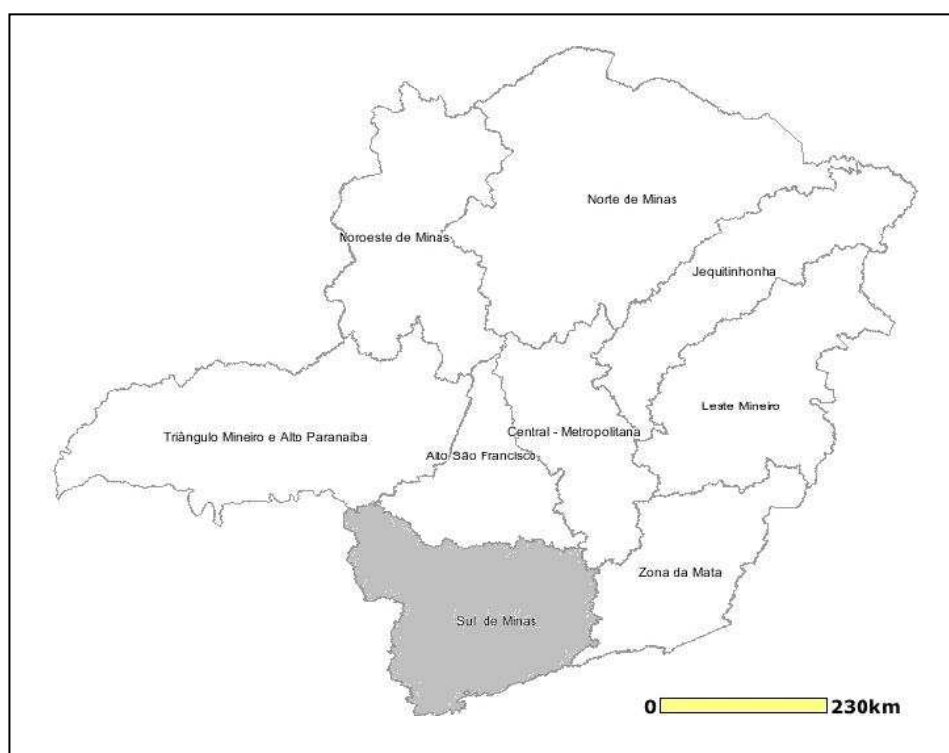 Norte de Minas
Noroeste de Minas
Jequitinhonha
Leste Mineiro
Triângulo Mineiro e Alto Paranaiba
Central - Metropolitana
Alto São Francisco
Zona da Mata
Sul de Minas
0 230km